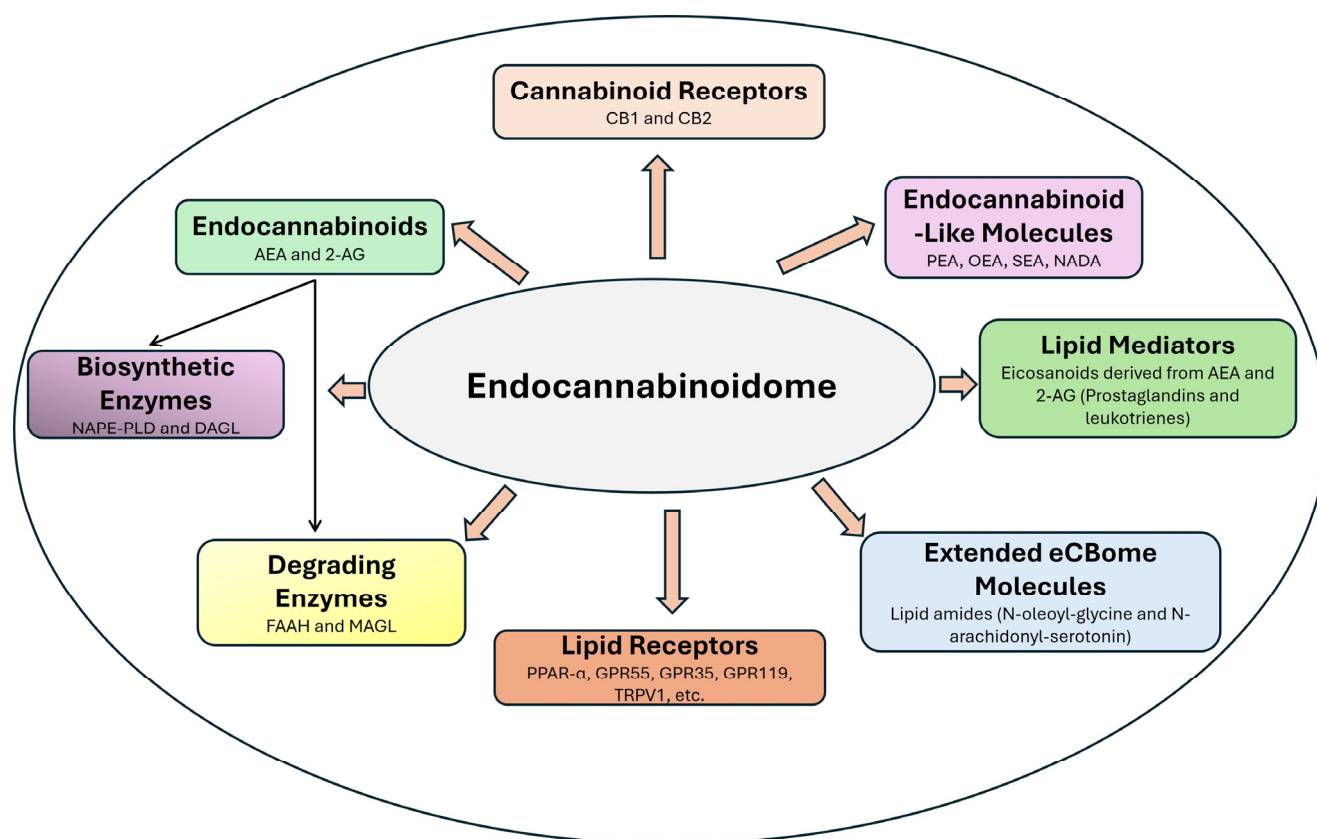 Cannabinoid Receptors
CB1 and CB2
Endocannabinoid
-Like Molecules
PEA, OEA, SEA, NADA
Endocannabinoids
AEA and 2-AG
Lipid Mediators
Eicosanoids derived from AEA and
2-AG (Prostaglandins and
leukotrienes)
Biosynthetic
Enzymes
NAPE-PLD and DAGL
Endocannabinoidome
Degrading
Enzymes
FAAH and MAGL
Extended eCBome
Molecules
Lipid amides (N-oleoyl-glycine and N-
arachidonyl-serotonin)
Lipid Receptors
PPAR-α, GPR55, GPR35, GPR119,
TRPV1, etc.